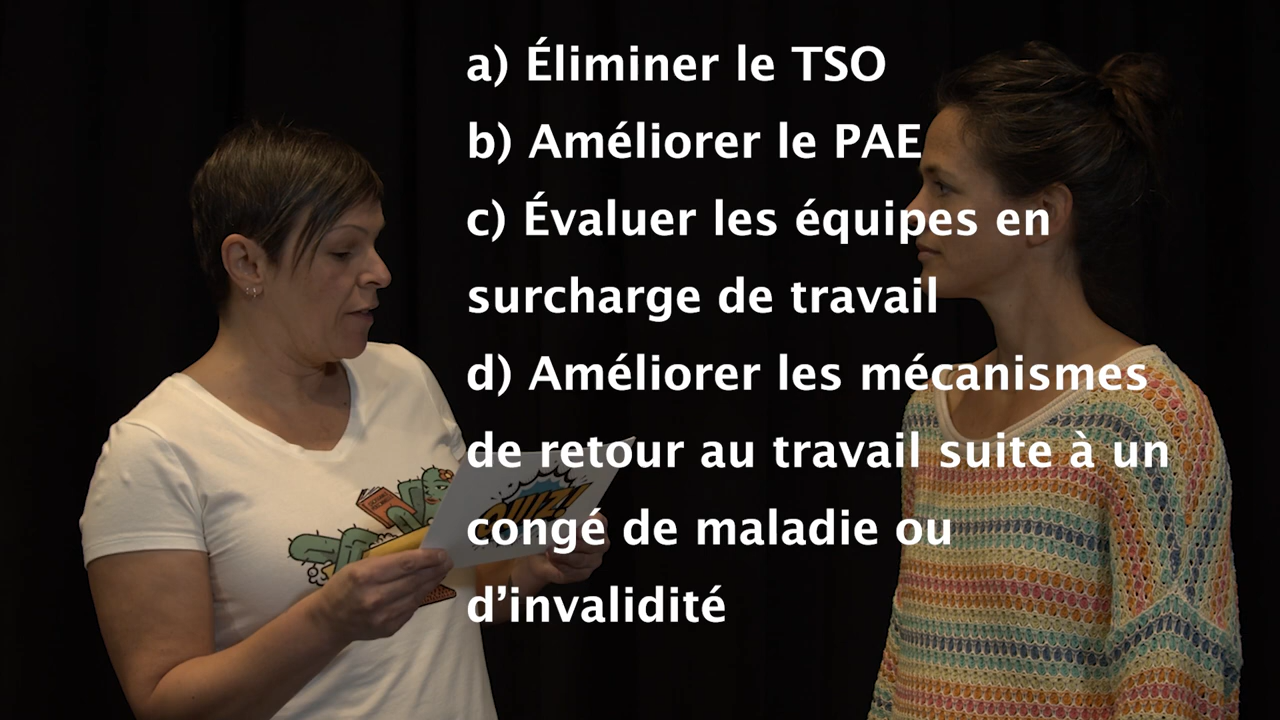 a) Éliminer le TSO
b) Améliorer le PAE
c) Évaluer les équipes en
surcharge de travail
d) Améliorer les mécanismes
de retour au travail suite à un
congé de maladie ou
d’invalidité
QUIZ!